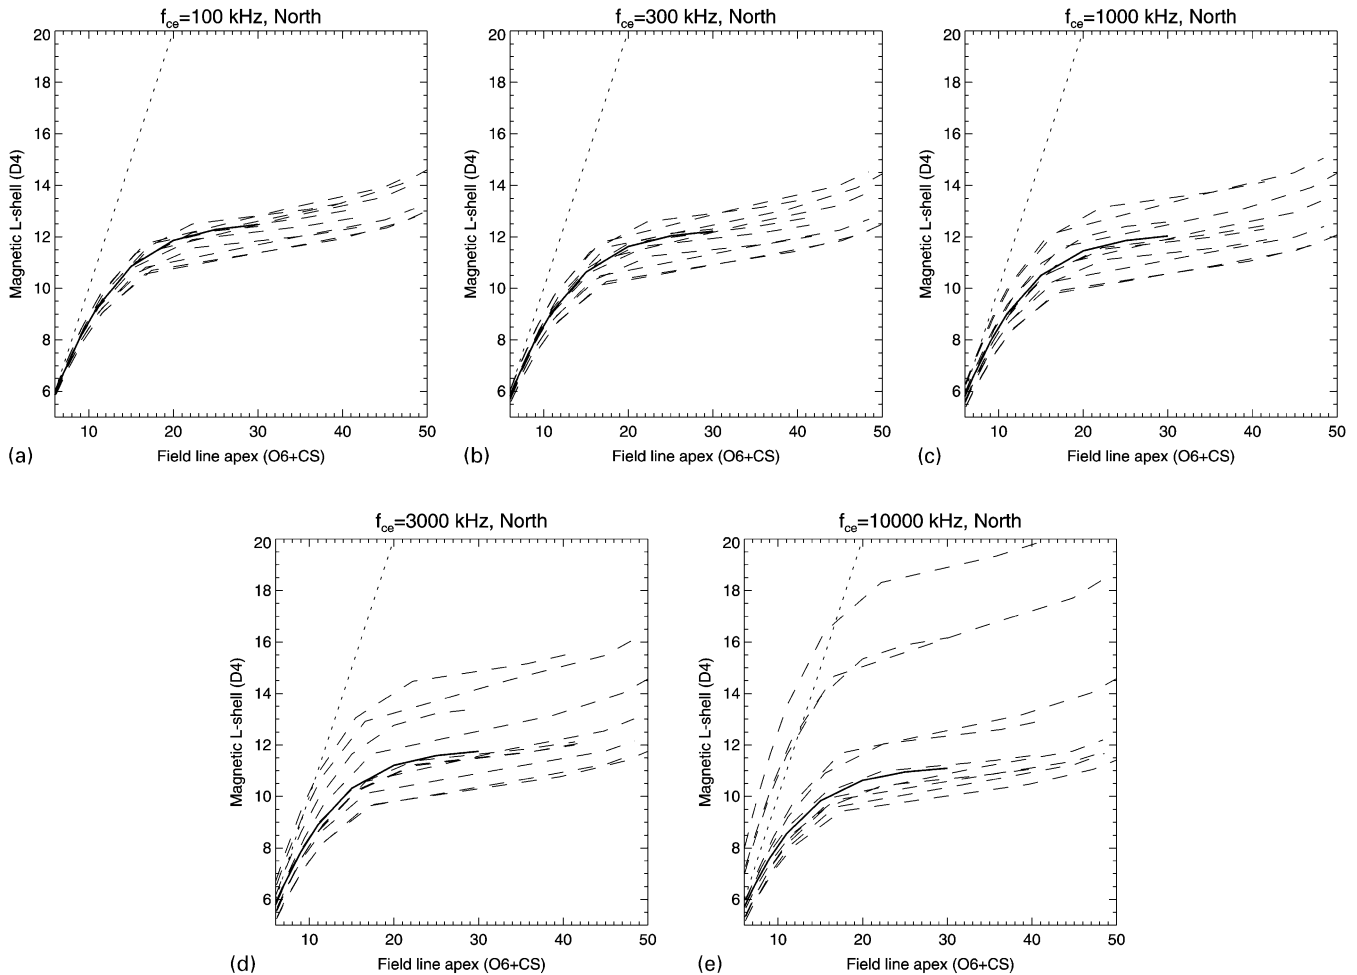 f_ce=100 kHz, North
20
18
16
14
12
10
8
6
Magnetic L-shell (D4)
10 20 30 40 50
Field line apex (O6+CS)
(a)
f_ce=300 kHz, North
20
18
16
14
12
10
8
6
Magnetic L-shell (D4)
10 20 30 40 50
Field line apex (O6+CS)
(b)
f_ce=1000 kHz, North
20
18
16
14
12
10
8
6
Magnetic L-shell (D4)
10 20 30 40 50
Field line apex (O6+CS)
(c)
f_ce=3000 kHz, North
20
18
16
14
12
10
8
6
Magnetic L-shell (D4)
10 20 30 40 50
Field line apex (O6+CS)
(d)
f_ce=10000 kHz, North
20
18
16
14
12
10
8
6
Magnetic L-shell (D4)
10 20 30 40 50
Field line apex (O6+CS)
(e)